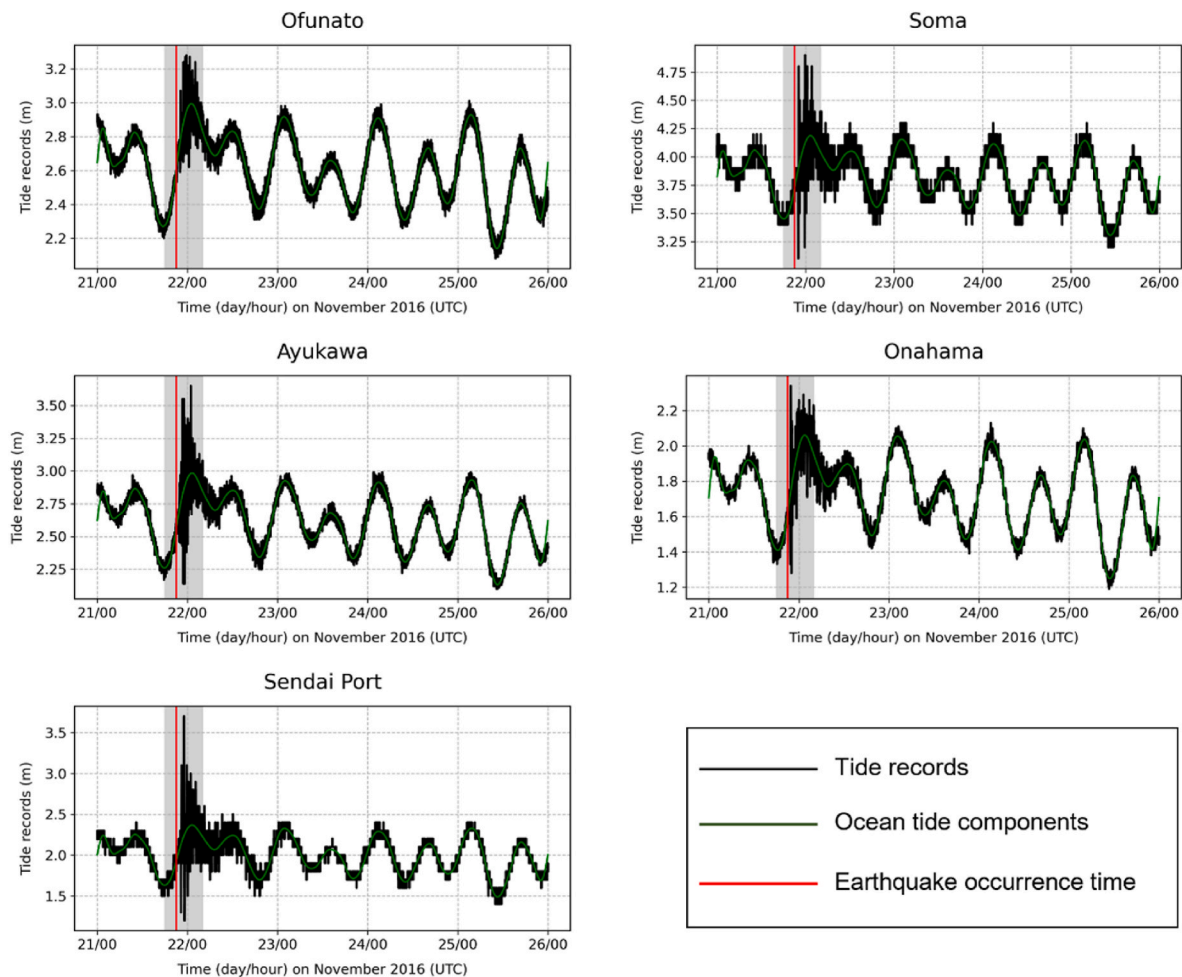 Ofunato
3.2
3.0
2.8
2.6
2.4
2.2
Tide records (m)
21/00 22/00 23/00 24/00 25/00 26/00
Time (day/hour) on November 2016 (UTC)
Soma
4.75
4.50
4.25
4.00
3.75
3.50
3.25
Tide records (m)
21/00 22/00 23/00 24/00 25/00 26/00
Time (day/hour) on November 2016 (UTC)
Ayukawa
3.50
3.25
3.00
2.75
2.50
2.25
Tide records (m)
21/00 22/00 23/00 24/00 25/00 26/00
Time (day/hour) on November 2016 (UTC)
Onahama
2.2
2.0
1.8
1.6
1.4
1.2
Tide records (m)
21/00 22/00 23/00 24/00 25/00 26/00
Time (day/hour) on November 2016 (UTC)
Sendai Port
3.5
3.0
2.5
2.0
1.5
Tide records (m)
21/00 22/00 23/00 24/00 25/00 26/00
Time (day/hour) on November 2016 (UTC)
Tide records
Ocean tide components
Earthquake occurrence time